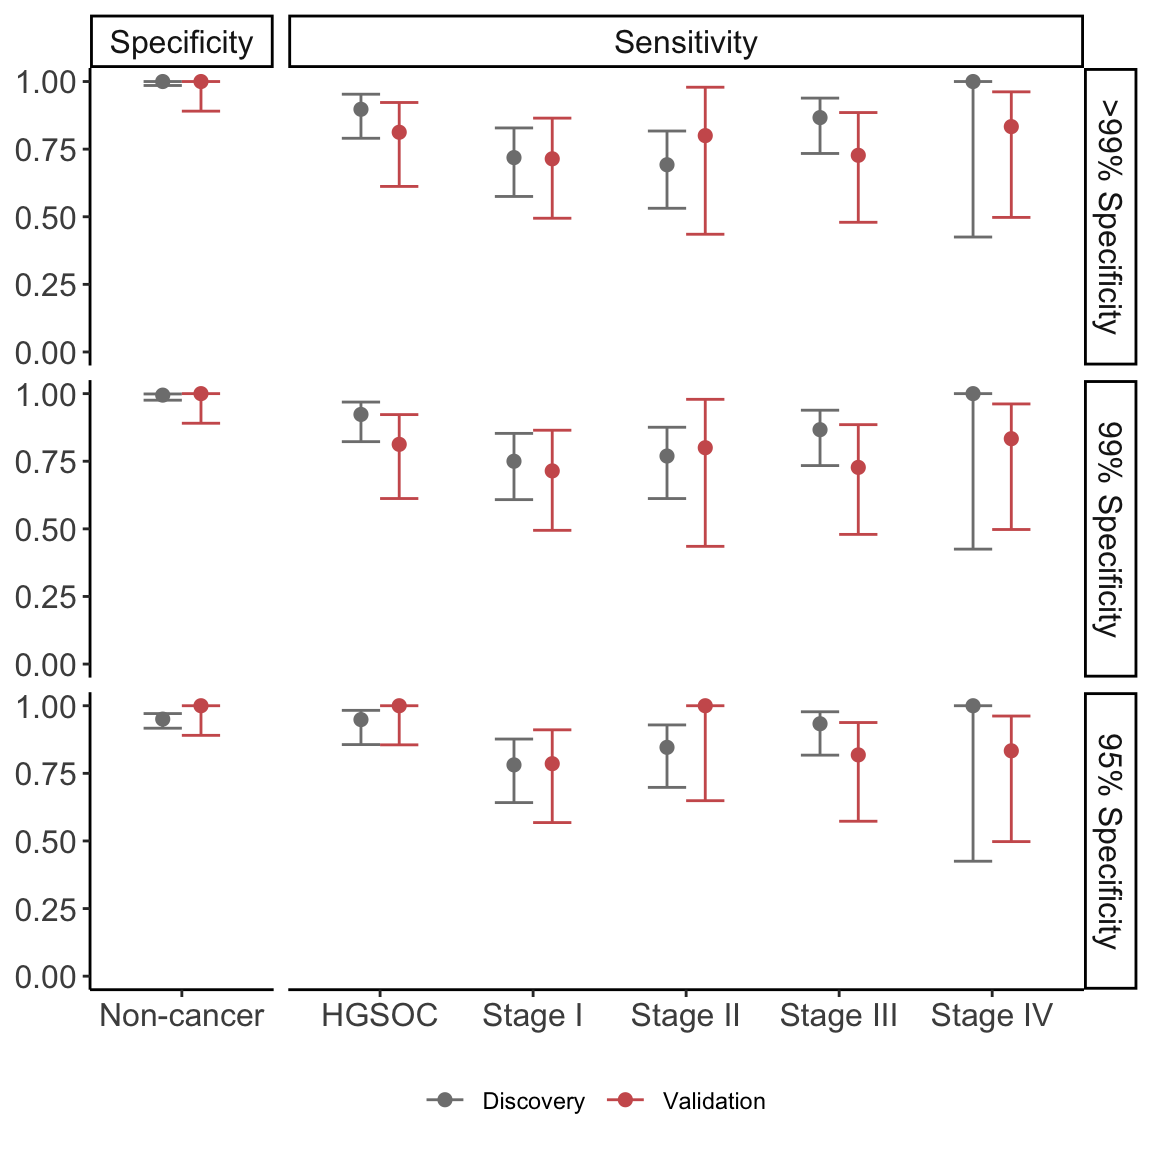 Specificity
Sensitivity
1.00
0.75
0.50
0.25
0.00
>99% Specificity
1.00
0.75
0.50
0.25
0.00
99% Specificity
1.00
0.75
0.50
0.25
0.00
95% Specificity
Non-cancer
HGSOC
Stage I
Stage II
Stage III
Stage IV
Discovery
Validation